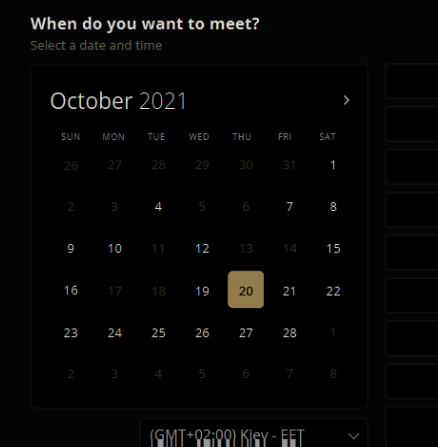 When do you want to meet?
Select a date and time
October 2021
SUN MON TUE WED THU FRI SAT
26 27 28 29 30 31 1
2 3 4 5 6 7 8
9 10 11 12 13 14 15
16 17 18 19 20 21 22
23 24 25 26 27 28 1
2 3 4 5 6 7 8
(GMT+02:00) Kiev - EET